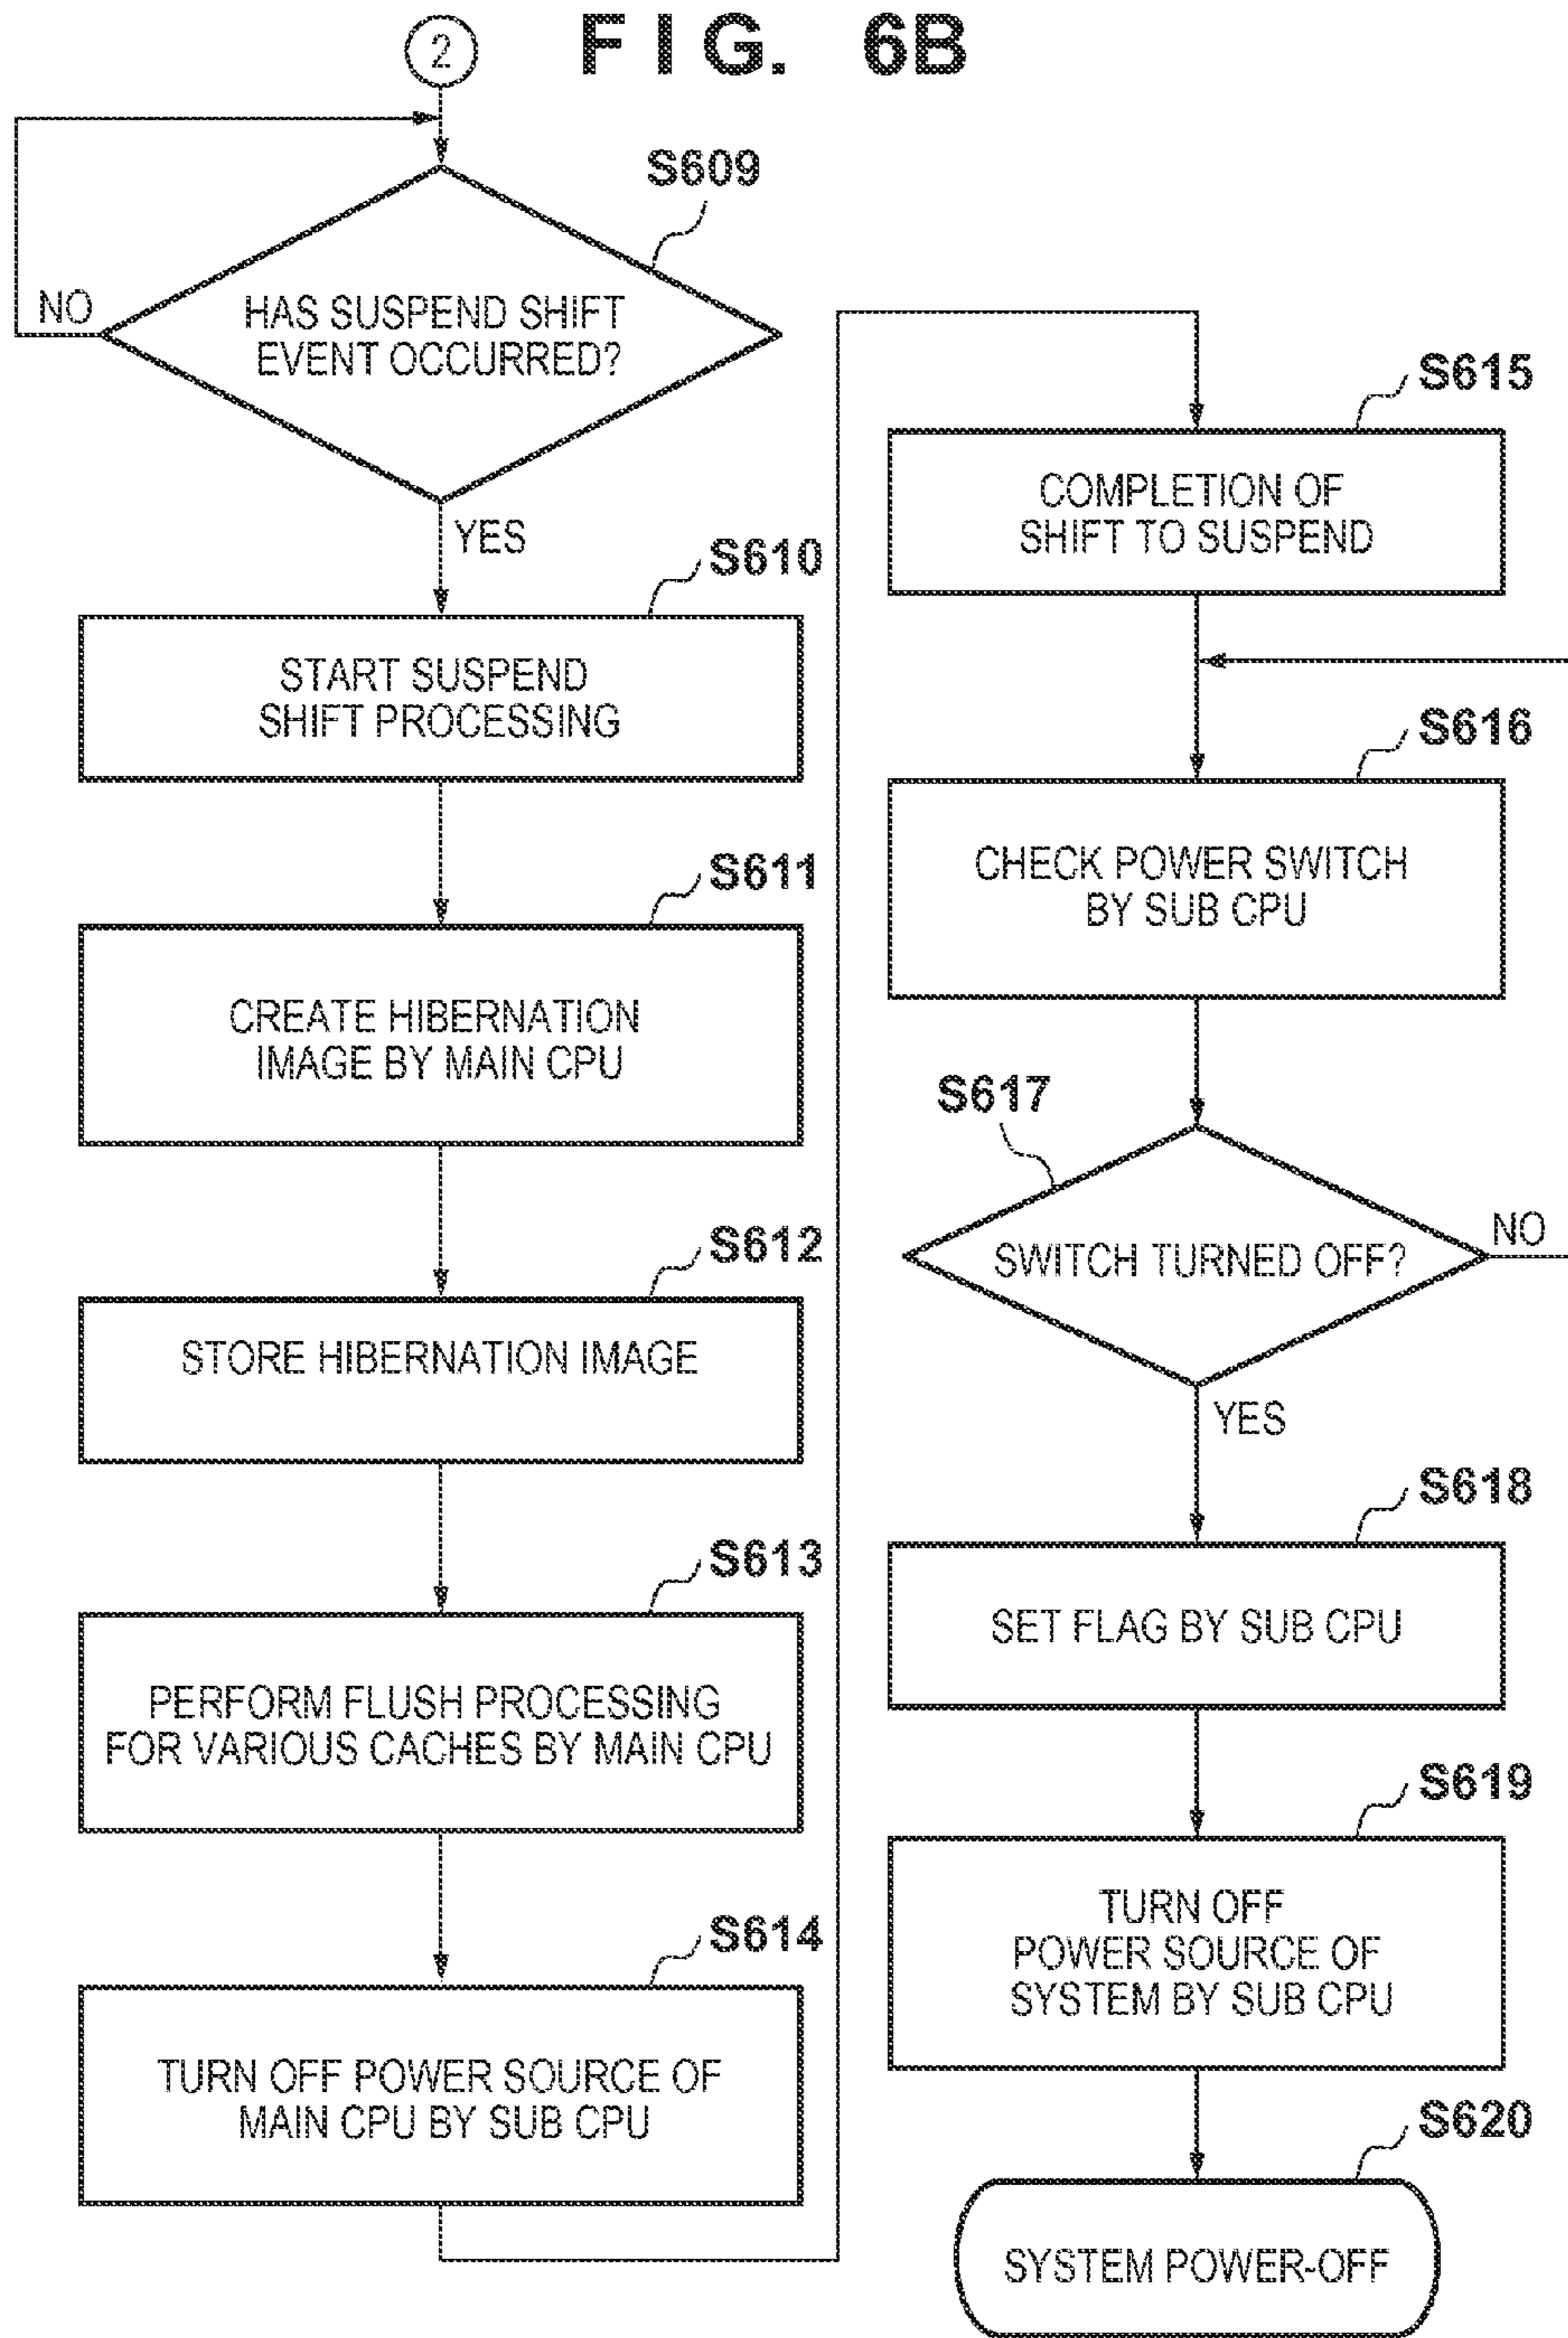 FIG. 6B
2
S609
HAS SUSPEND SHIFT
EVENT OCCURRED?
NO
YES
S610
START SUSPEND
SHIFT PROCESSING
S611
CREATE HIBERNATION
IMAGE BY MAIN CPU
S612
STORE HIBERNATION IMAGE
S613
PERFORM FLUSH PROCESSING
FOR VARIOUS CACHES BY MAIN CPU
S614
TURN OFF POWER SOURCE OF
MAIN CPU BY SUB CPU
S615
COMPLETION OF
SHIFT TO SUSPEND
S616
CHECK POWER SWITCH
BY SUB CPU
S617
SWITCH TURNED OFF?
NO
YES
S618
SET FLAG BY SUB CPU
S619
TURN OFF
POWER SOURCE OF
SYSTEM BY SUB CPU
S620
SYSTEM POWER-OFF